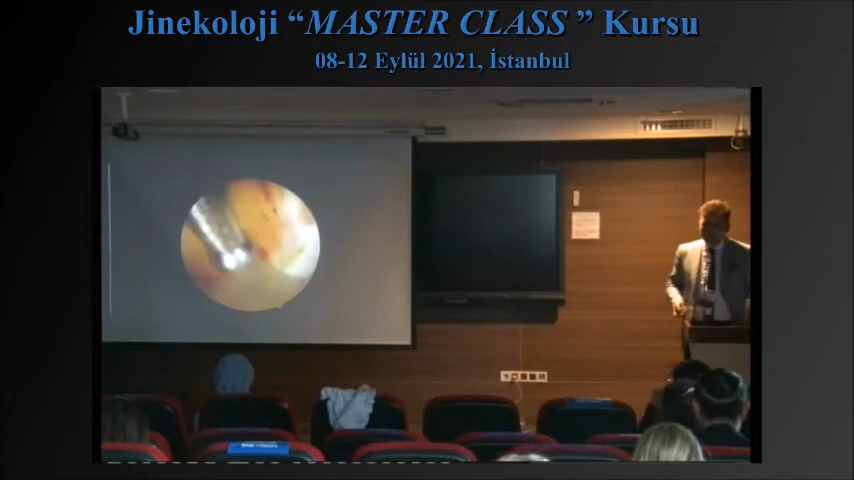 Jinekoloji “MASTER CLASS ” Kursu
08-12 Eylül 2021, İstanbul